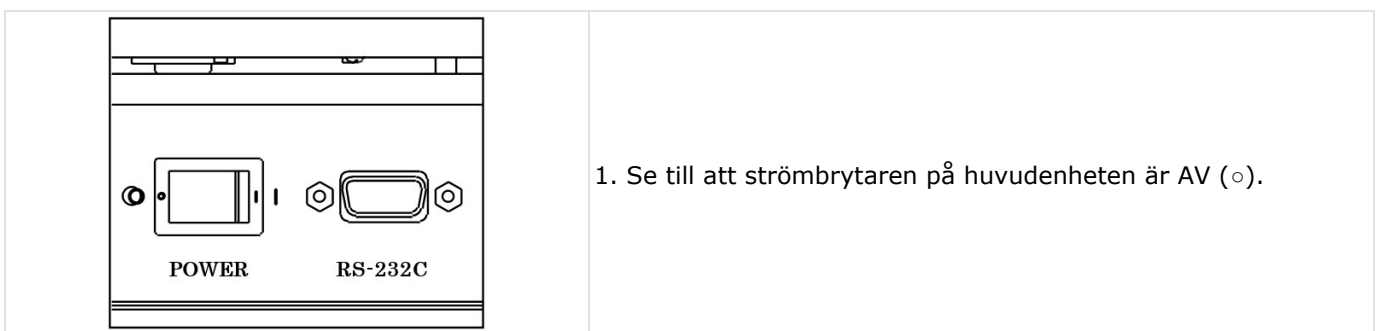 1. Se till att strömbrytaren på huvudenheten är AV (○).
POWER RS-232C